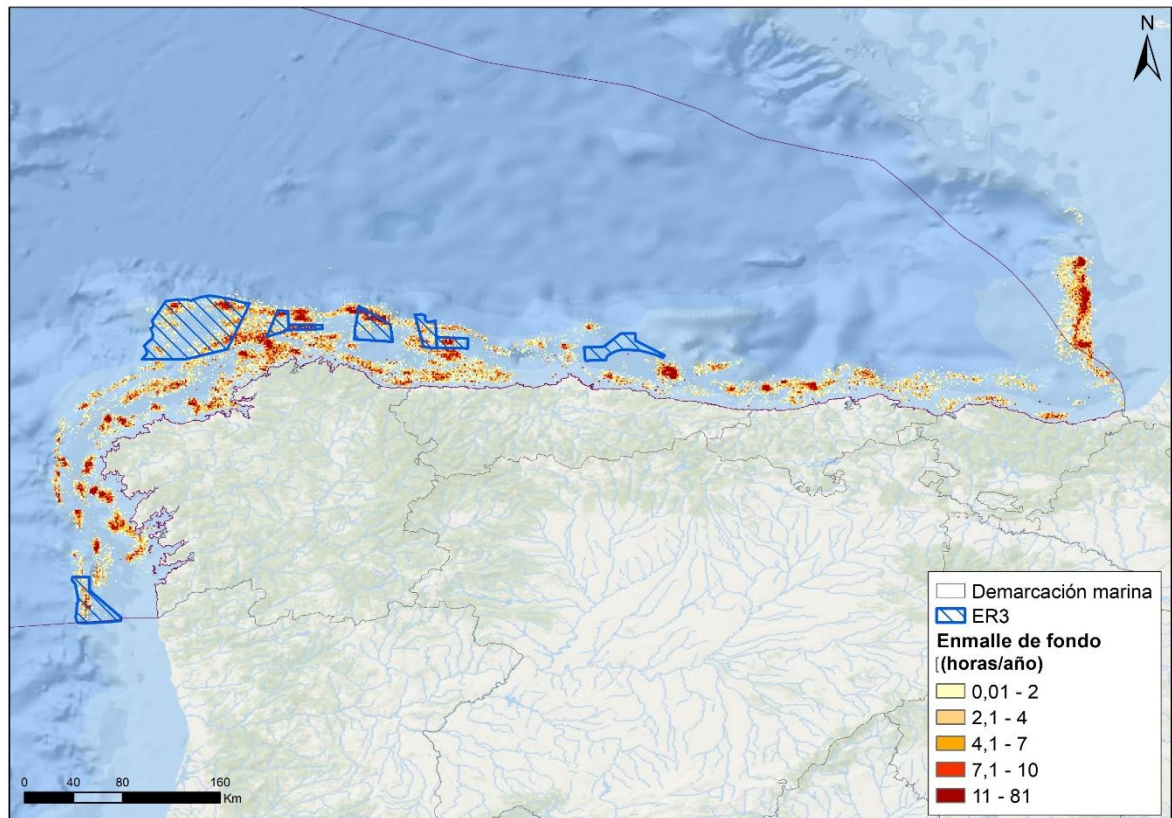 N
Demarcación marina
ER3
Enmalle de fondo
(horas/año)
0,01 - 2
2,1 - 4
4,1 - 7
7,1 - 10
11 - 81
0 40 80 160
Km